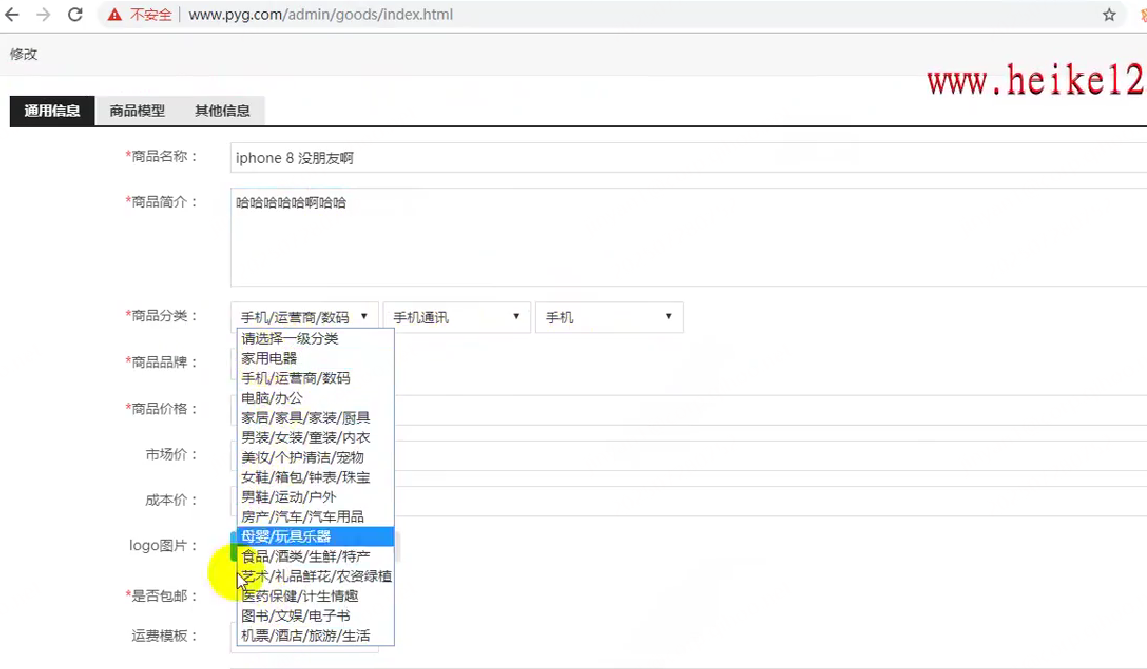 不安全 www.pyg.com/admin/goods/index.html
修改
www.heike12
通用信息 商品模型 其他信息
*商品名称： iphone 8 没朋友啊
*商品简介： 哈哈哈哈哈啊哈哈
*商品分类： 手机/运营商/数码 手机通讯 手机
请选择一级分类
家用电器
*商品品牌：
手机/运营商/数码
电脑/办公
*商品价格：
家居/家具/家装/厨具
男装/女装/童装/内衣
市场价：
美妆/个护清洁/宠物
女鞋/箱包/钟表/珠宝
成本价：
男鞋/运动/户外
房产/汽车/汽车用品
母婴/玩具乐器
logo图片：
食品/酒类/生鲜/特产
艺术/礼品鲜花/农资绿植
*是否包邮：
医药保健/计生情趣
图书/文娱/电子书
运费模板：
机票/酒店/旅游/生活